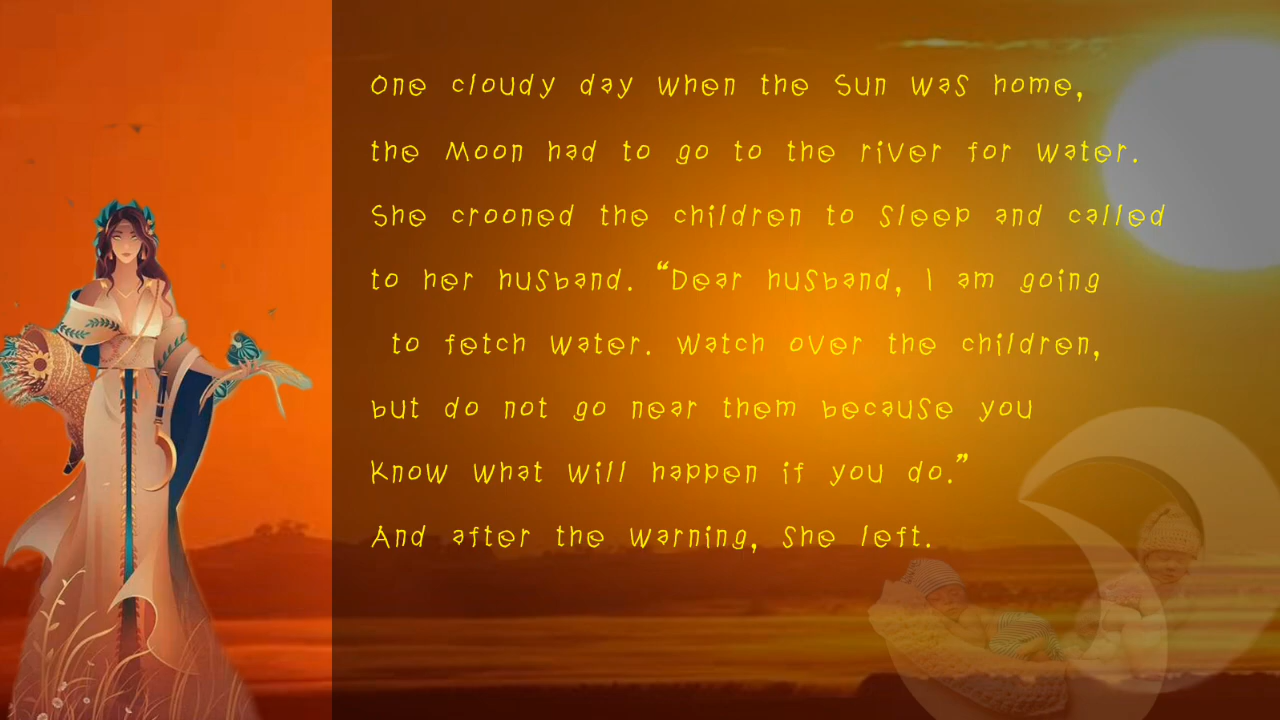 One cloudy day when the Sun was home,
the Moon had to go to the river for water.
She crooned the children to sleep and called
to her husband. “Dear husband, I am going
to fetch water. Watch over the children,
but do not go near them because you
know what will happen if you do.”
And after the warning, she left.